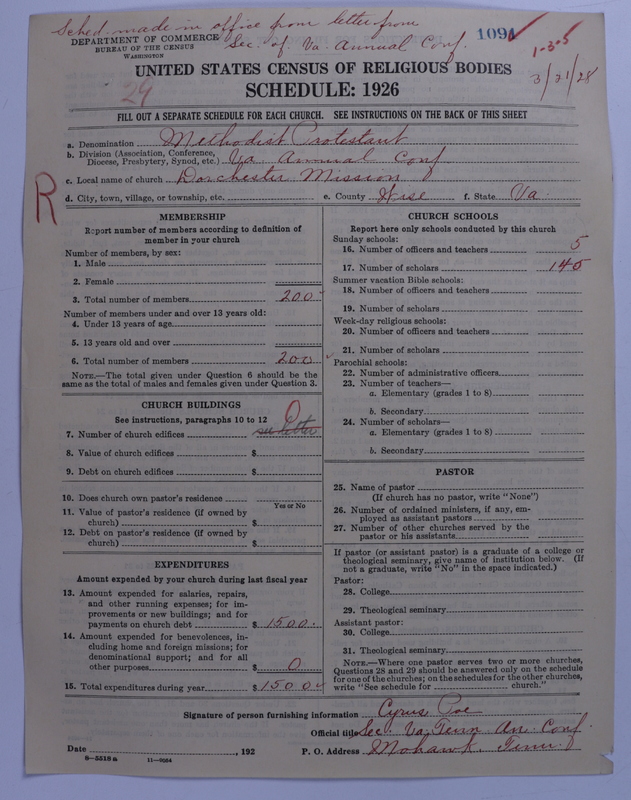 Sched. made in office from letter from
Sec. of Va. Annual Conf.
1091
1-3-5
3/21/28
DEPARTMENT OF COMMERCE
BUREAU OF THE CENSUS
WASHINGTON
29
UNITED STATES CENSUS OF RELIGIOUS BODIES
SCHEDULE: 1926
FILL OUT A SEPARATE SCHEDULE FOR EACH CHURCH. SEE INSTRUCTIONS ON THE BACK OF THIS SHEET
a. Denomination Methodist Protestant
b. Division (Association, Conference, Diocese, Presbytery, Synod, etc.) Va. Annual Conf
c. Local name of church Dorchester Mission
R
d. City, town, village, or township, etc. e. County Wise f. State Va.
MEMBERSHIP
Report number of members according to definition of
member in your church
Number of members, by sex:
1. Male
2. Female
3. Total number of members 200
Number of members under and over 13 years old:
4. Under 13 years of age
5. 13 years old and over
6. Total number of members 200
NOTE.—The total given under Question 6 should be the
same as the total of males and females given under Question 3.
CHURCH BUILDINGS
See instructions, paragraphs 10 to 12
0
7. Number of church edifices see letter
8. Value of church edifices $
9. Debt on church edifices $
10. Does church own pastor's residence
Yes or No
11. Value of pastor's residence (if owned by
church) $
12. Debt on pastor's residence (if owned by
church) $
EXPENDITURES
Amount expended by your church during last fiscal year
13. Amount expended for salaries, repairs,
and other running expenses; for im-
provements or new buildings; and for
payments on church debt $ 1500.
14. Amount expended for benevolences, in-
cluding home and foreign missions; for
denominational support; and for all
other purposes $ 0
15. Total expenditures during year $ 1500
CHURCH SCHOOLS
Report here only schools conducted by this church
Sunday schools:
16. Number of officers and teachers 5
17. Number of scholars 145
Summer vacation Bible schools:
18. Number of officers and teachers
19. Number of scholars
Week-day religious schools:
20. Number of officers and teachers
21. Number of scholars
Parochial schools:
22. Number of administrative officers
23. Number of teachers—
a. Elementary (grades 1 to 8)
b. Secondary
24. Number of scholars—
a. Elementary (grades 1 to 8)
b. Secondary
PASTOR
25. Name of pastor
(If church has no pastor, write "None")
26. Number of ordained ministers, if any, em-
ployed as assistant pastors
27. Number of other churches served by the
pastor or his assistants
If pastor (or assistant pastor) is a graduate of a college or
theological seminary, give name of institution below. (If
not a graduate, write "No" in the space indicated.)
Pastor:
28. College
29. Theological seminary
Assistant pastor:
30. College
31. Theological seminary
NOTE.—Where one pastor serves two or more churches,
Questions 28 and 29 should be answered only on the schedule
for one of the churches; on the schedules for the other churches,
write "See schedule for church."
Signature of person furnishing information Cyrus Poe
Official title Sec. Va. Tenn An. Conf.
Date , 192 P. O. Address Mohawk, Tenn.
8—5518 a 11—9064